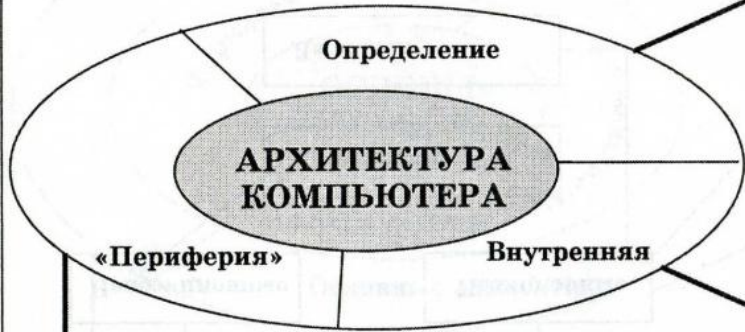 Определение
АРХИТЕКТУРА
КОМПЬЮТЕРА
«Периферия»
Внутренняя